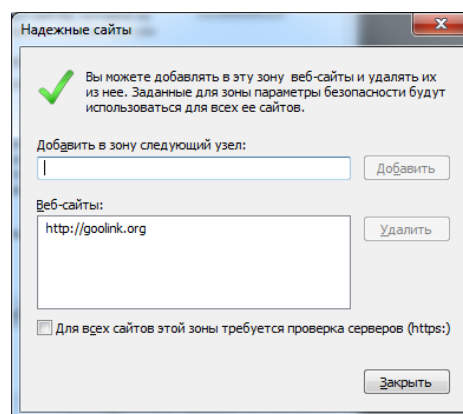 Надежные сайты
Вы можете добавлять в эту зону веб-сайты и удалять их
из нее. Заданные для зоны параметры безопасности будут
использоваться для всех ее сайтов.
Добавить в зону следующий узел:
Добавить
Веб-сайты:
http://goolink.org
Удалить
Для всех сайтов этой зоны требуется проверка серверов (https:)
Закрыть